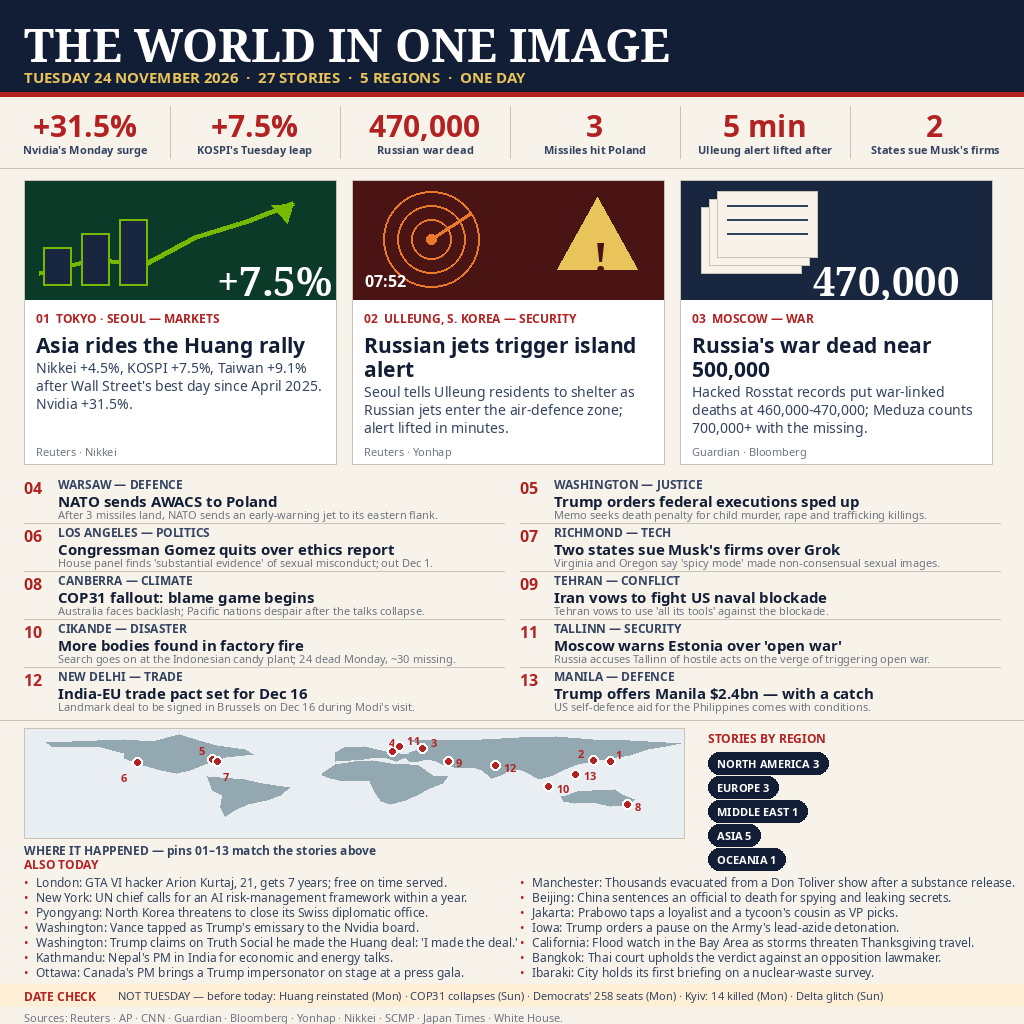 THE WORLD IN ONE IMAGE
TUESDAY 24 NOVEMBER 2026 · 27 STORIES · 5 REGIONS · ONE DAY
+31.5%
Nvidia's Monday surge
+7.5%
KOSPI's Tuesday leap
470,000
Russian war dead
3
Missiles hit Poland
5 min
Ulleung alert lifted after
2
States sue Musk's firms
+7.5%
01 TOKYO · SEOUL — MARKETS
Asia rides the Huang rally
Nikkei +4.5%, KOSPI +7.5%, Taiwan +9.1%
after Wall Street's best day since April 2025.
Nvidia +31.5%.
Reuters · Nikkei
07:52
!
02 ULLEUNG, S. KOREA — SECURITY
Russian jets trigger island
alert
Seoul tells Ulleung residents to shelter as
Russian jets enter the air-defence zone;
alert lifted in minutes.
Reuters · Yonhap
470,000
03 MOSCOW — WAR
Russia's war dead near
500,000
Hacked Rosstat records put war-linked
deaths at 460,000-470,000; Meduza counts
700,000+ with the missing.
Guardian · Bloomberg
04 WARSAW — DEFENCE
NATO sends AWACS to Poland
After 3 missiles land, NATO sends an early-warning jet to its eastern flank.
05 WASHINGTON — JUSTICE
Trump orders federal executions sped up
Memo seeks death penalty for child murder, rape and trafficking killings.
06 LOS ANGELES — POLITICS
Congressman Gomez quits over ethics report
House panel finds 'substantial evidence' of sexual misconduct; out Dec 1.
07 RICHMOND — TECH
Two states sue Musk's firms over Grok
Virginia and Oregon say 'spicy mode' made non-consensual sexual images.
08 CANBERRA — CLIMATE
COP31 fallout: blame game begins
Australia faces backlash; Pacific nations despair after the talks collapse.
09 TEHRAN — CONFLICT
Iran vows to fight US naval blockade
Tehran vows to use 'all its tools' against the blockade.
10 CIKANDE — DISASTER
More bodies found in factory fire
Search goes on at the Indonesian candy plant; 24 dead Monday, ~30 missing.
11 TALLINN — SECURITY
Moscow warns Estonia over 'open war'
Russia accuses Tallinn of hostile acts on the verge of triggering open war.
12 NEW DELHI — TRADE
India-EU trade pact set for Dec 16
Landmark deal to be signed in Brussels on Dec 16 during Modi's visit.
13 MANILA — DEFENCE
Trump offers Manila $2.4bn — with a catch
US self-defence aid for the Philippines comes with conditions.
4 11 3
5 2 1
9 12
6 7 13
10
8
WHERE IT HAPPENED — pins 01–13 match the stories above
STORIES BY REGION
NORTH AMERICA 3
EUROPE 3
MIDDLE EAST 1
ASIA 5
OCEANIA 1
ALSO TODAY
• London: GTA VI hacker Arion Kurtaj, 21, gets 7 years; free on time served.
• New York: UN chief calls for an AI risk-management framework within a year.
• Pyongyang: North Korea threatens to close its Swiss diplomatic office.
• Washington: Vance tapped as Trump's emissary to the Nvidia board.
• Washington: Trump claims on Truth Social he made the Huang deal: 'I made the deal.'
• Kathmandu: Nepal's PM in India for economic and energy talks.
• Ottawa: Canada's PM brings a Trump impersonator on stage at a press gala.
• Manchester: Thousands evacuated from a Don Toliver show after a substance release.
• Beijing: China sentences an official to death for spying and leaking secrets.
• Jakarta: Prabowo taps a loyalist and a tycoon's cousin as VP picks.
• Iowa: Trump orders a pause on the Army's lead-azide detonation.
• California: Flood watch in the Bay Area as storms threaten Thanksgiving travel.
• Bangkok: Thai court upholds the verdict against an opposition lawmaker.
• Ibaraki: City holds its first briefing on a nuclear-waste survey.
DATE CHECK NOT TUESDAY — before today: Huang reinstated (Mon) · COP31 collapses (Sun) · Democrats' 258 seats (Mon) · Kyiv: 14 killed (Mon) · Delta glitch (Sun)
Sources: Reuters · AP · CNN · Guardian · Bloomberg · Yonhap · Nikkei · SCMP · Japan Times · White House.